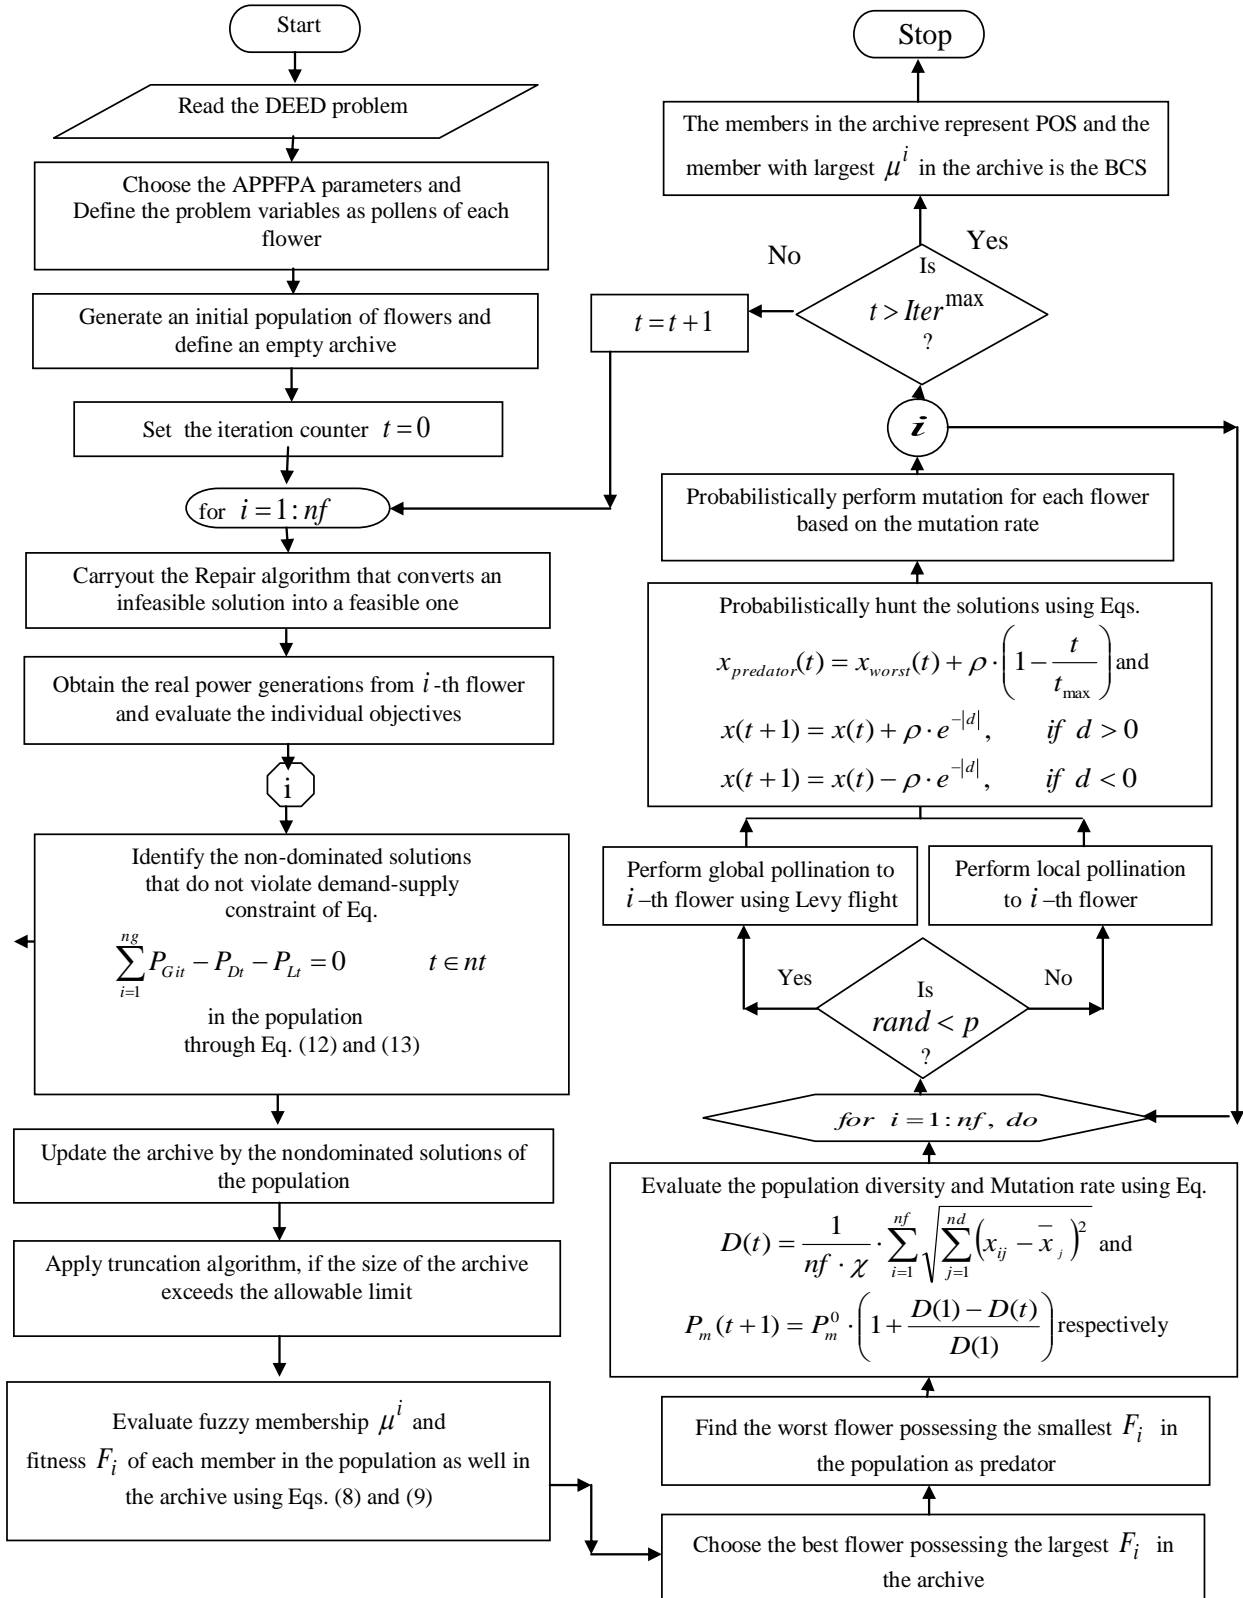 Start
Read the DEED problem
Choose the APPFPA parameters and
Define the problem variables as pollens of each
flower
Generate an initial population of flowers and
define an empty archive
Set the iteration counter t = 0
for i = 1 : nf
Carryout the Repair algorithm that converts an
infeasible solution into a feasible one
Obtain the real power generations from i -th flower
and evaluate the individual objectives
i
Identify the non-dominated solutions
that do not violate demand-supply
constraint of Eq.
\sum_{i=1}^{ng} P_{Git} − P_{Dt} − P_{Lt} = 0 t ∈ nt
in the population
through Eq. (12) and (13)
Update the archive by the nondominated solutions of
the population
Apply truncation algorithm, if the size of the archive
exceeds the allowable limit
Evaluate fuzzy membership μ^i and
fitness F_i of each member in the population as well in
the archive using Eqs. (8) and (9)
Choose the best flower possessing the largest F_i in
the archive
Find the worst flower possessing the smallest F_i in
the population as predator
Evaluate the population diversity and Mutation rate using Eq.
D(t) = \frac{1}{nf · χ} · \sum_{i=1}^{nf} \sqrt{\sum_{j=1}^{nd} (x_{ij} − \bar{x}_j)^2} and
P_m(t+1) = P_m^0 · (1 + \frac{D(1) − D(t)}{D(1)}) respectively
for i = 1 : nf , do
Is
rand < p
?
Yes
No
Perform global pollination to
i –th flower using Levy flight
Perform local pollination
to i –th flower
Probabilistically hunt the solutions using Eqs.
x_{predator}(t) = x_{worst}(t) + ρ · (1 − \frac{t}{t_{max}}) and
x(t+1) = x(t) + ρ · e^{−|d|}, if d > 0
x(t+1) = x(t) − ρ · e^{−|d|}, if d < 0
Probabilistically perform mutation for each flower
based on the mutation rate
i
Is
t > Iter^{max}
?
No
Yes
t = t + 1
The members in the archive represent POS and the
member with largest μ^i in the archive is the BCS
Stop